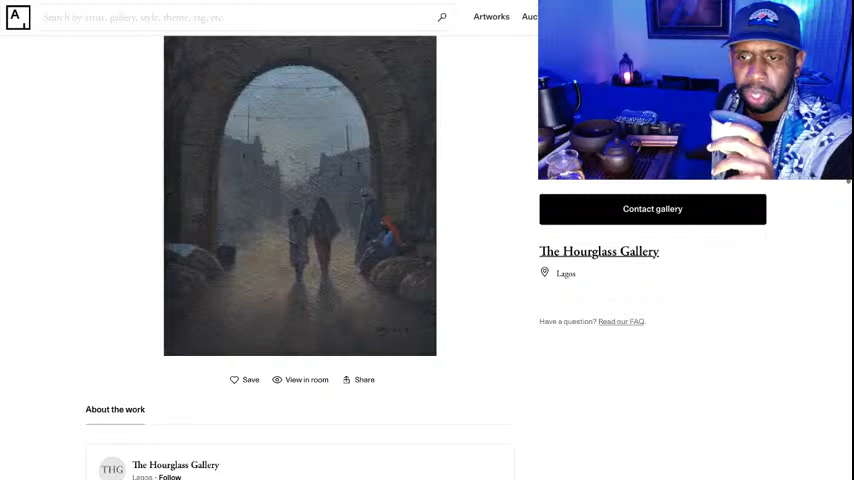 A
Search by artist, gallery, style, theme, tag, etc.
Artworks
Auc
Contact gallery
The Hourglass Gallery
Lagos
Have a question? Read our FAQ.
Save
View in room
Share
About the work
THG
The Hourglass Gallery
Lagos · Follow